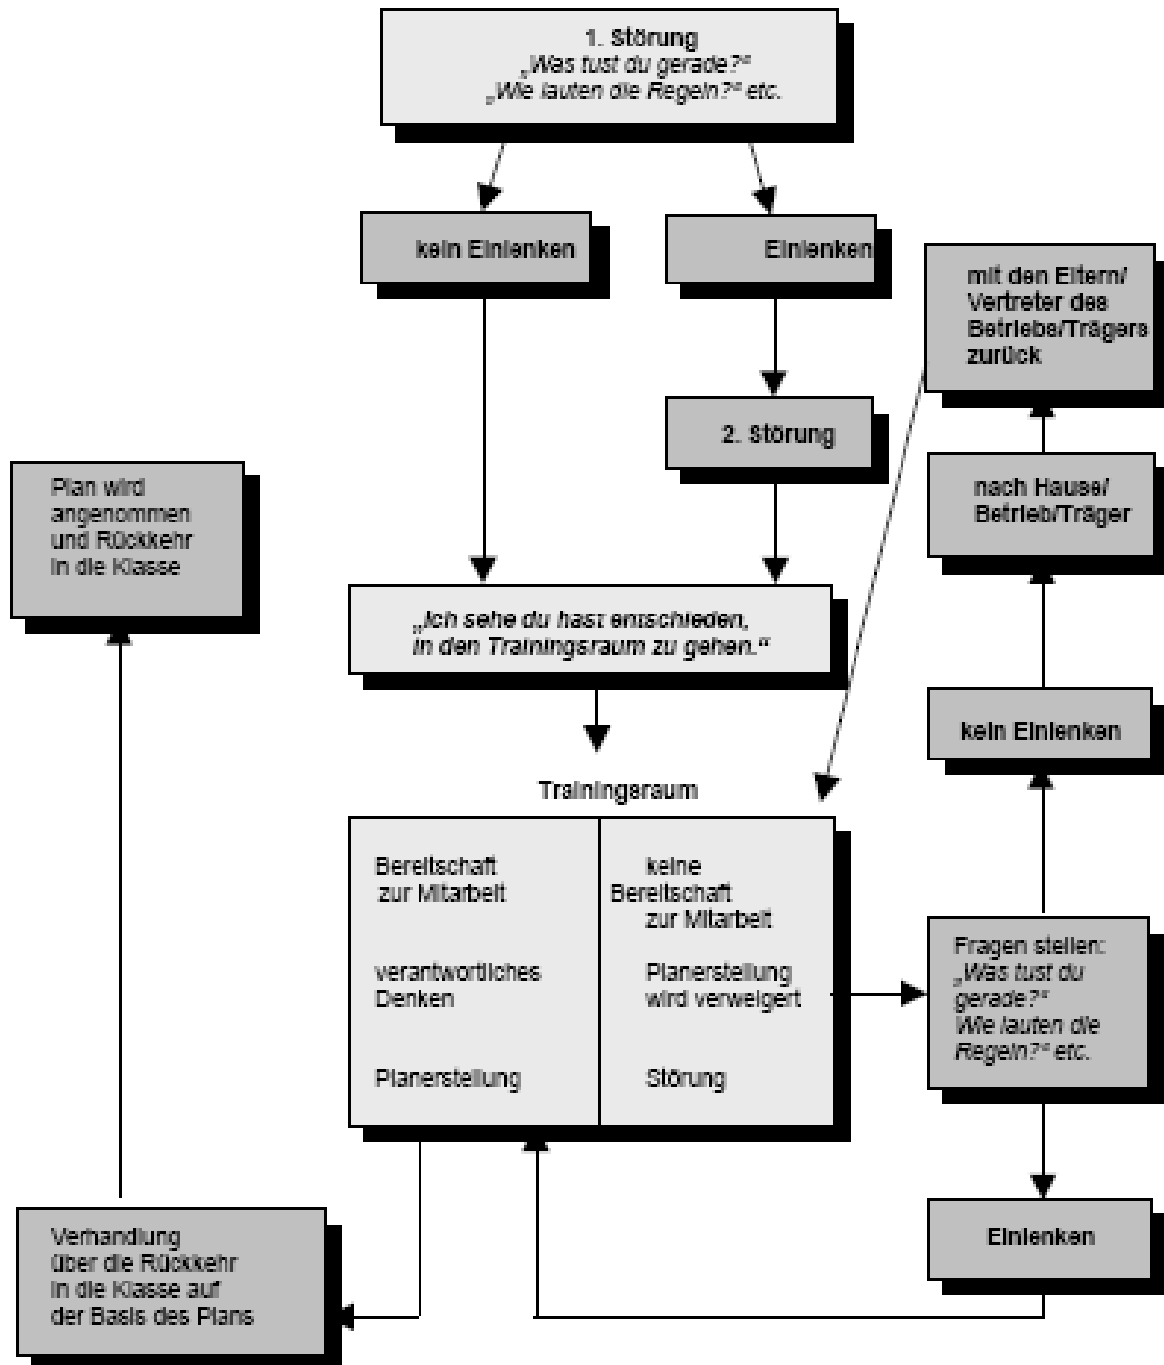 1. Störung
„Was tust du gerade?“
„Wie lauten die Regeln?“ etc.
kein Einlenken
Einlenken
mit den Eltern/
Vertreter des
Betriebs/Trägers
zurück
2. Störung
nach Hause/
Betrieb/Träger
Plan wird
angenommen
und Rückkehr
in die Klasse
„Ich sehe du hast entschieden,
in den Trainingsraum zu gehen.“
kein Einlenken
Trainingsraum
Bereitschaft
zur Mitarbeit
verantwortliches
Denken
Planerstellung
keine
Bereitschaft
zur Mitarbeit
Planerstellung
wird verweigert
Störung
Fragen stellen:
„Was tust du
gerade?“
Wie lauten die
Regeln?“ etc.
Einlenken
Verhandlung
über die Rückkehr
in die Klasse auf
der Basis des Plans